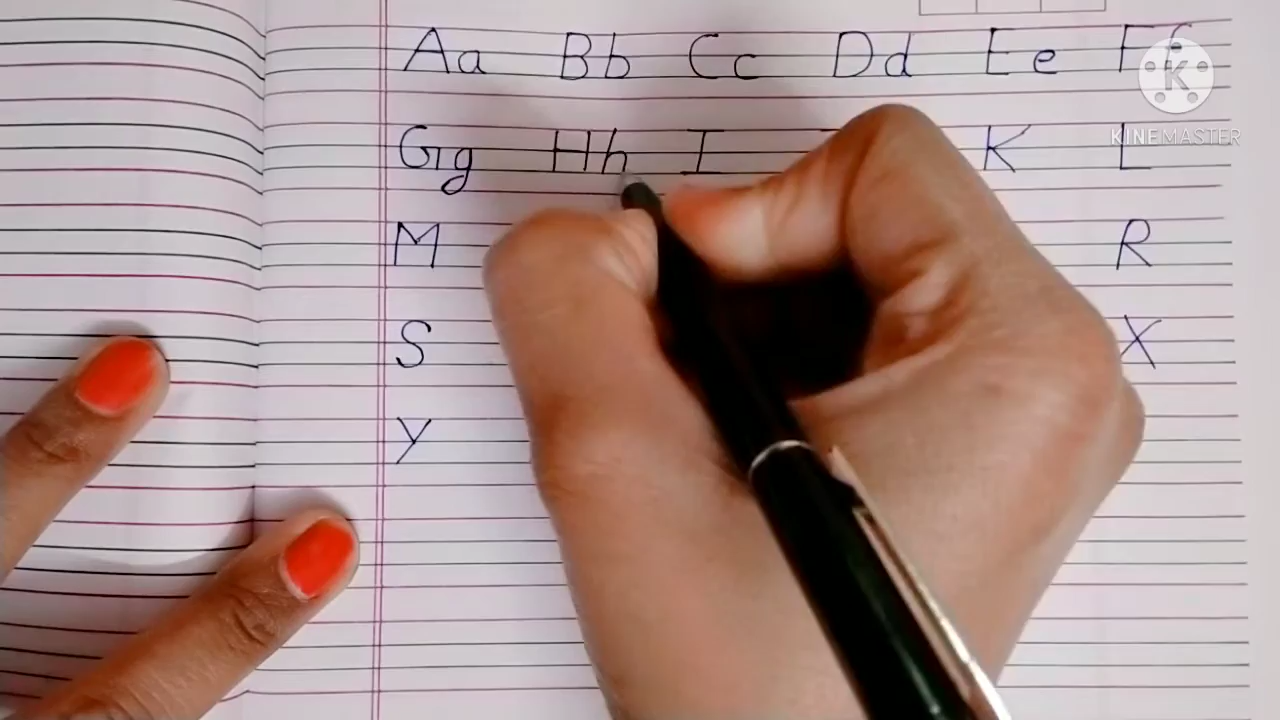 Aa Bb Cc Dd Ee Ff
Gg Hh I K L
M R
S X
Y
K
KINEMASTER